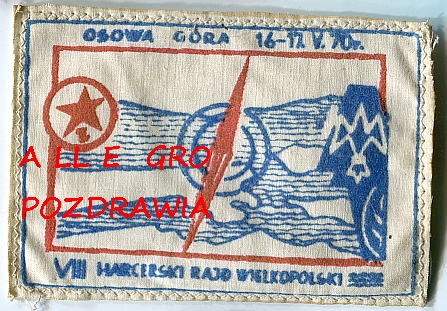 OSOWA GÓRA 16-17. V. 70r.
A LL E GRO
POZDRAWIA
VIII HARCERSKI RAJD WIELKOPOLSKI